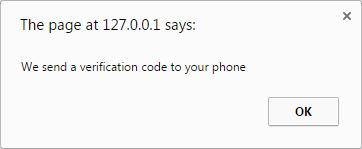 The page at 127.0.0.1 says:
We send a verification code to your phone
OK